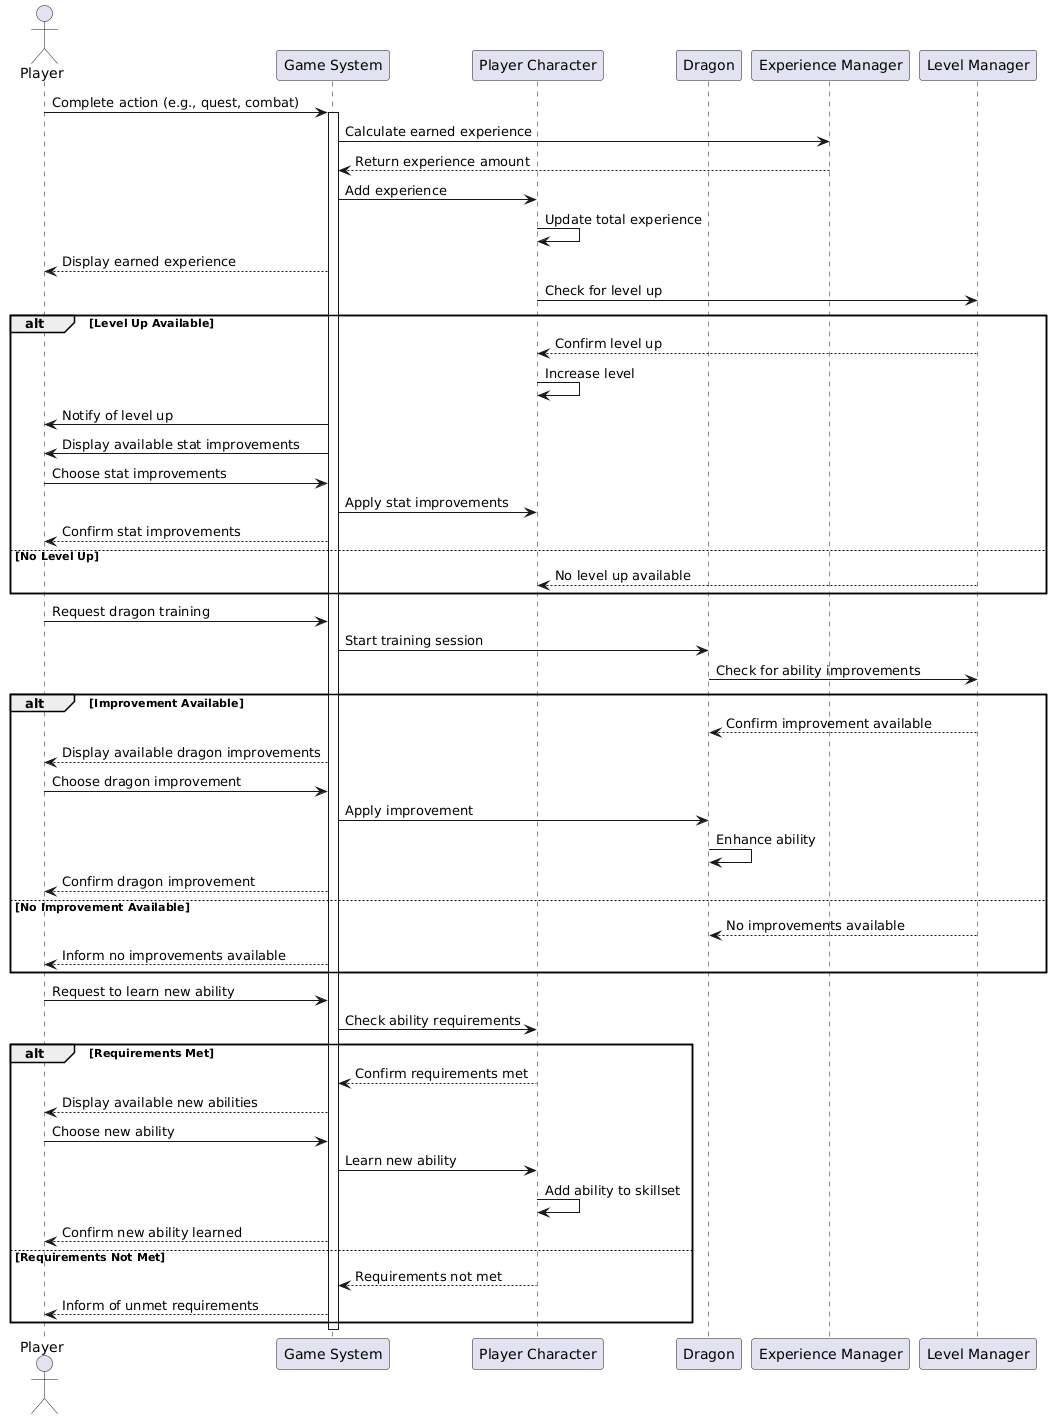 Player
Game System
Player Character
Dragon
Experience Manager
Level Manager
Complete action (e.g., quest, combat)
Calculate earned experience
Return experience amount
Add experience
Update total experience
Display earned experience
Check for level up
alt
[Level Up Available]
Confirm level up
Increase level
Notify of level up
Display available stat improvements
Choose stat improvements
Apply stat improvements
Confirm stat improvements
[No Level Up]
No level up available
Request dragon training
Start training session
Check for ability improvements
alt
[Improvement Available]
Confirm improvement available
Display available dragon improvements
Choose dragon improvement
Apply improvement
Enhance ability
Confirm dragon improvement
[No Improvement Available]
No improvements available
Inform no improvements available
Request to learn new ability
Check ability requirements
alt
[Requirements Met]
Confirm requirements met
Display available new abilities
Choose new ability
Learn new ability
Add ability to skillset
Confirm new ability learned
[Requirements Not Met]
Requirements not met
Inform of unmet requirements
Player
Game System
Player Character
Dragon
Experience Manager
Level Manager